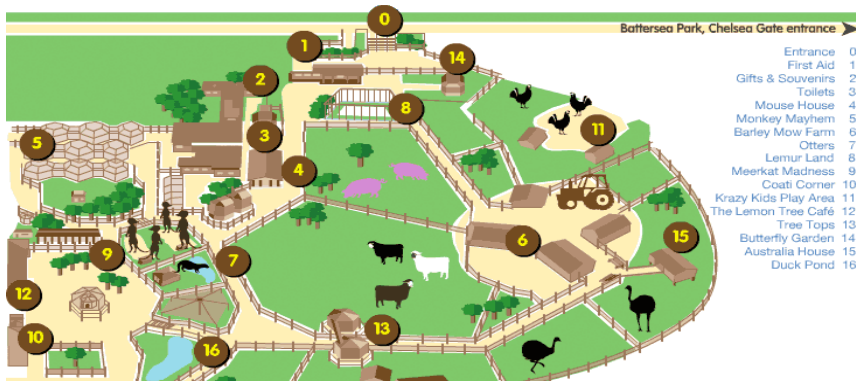 0
Battersea Park, Chelsea Gate entrance
1
14
2
8
11
5
3
4
6
15
9
7
12
13
10
16
Entrance 0
First Aid 1
Gifts & Souvenirs 2
Toilets 3
Mouse House 4
Monkey Mayhem 5
Barley Mow Farm 6
Otters 7
Lemur Land 8
Meerkat Madness 9
Coati Corner 10
Krazy Kids Play Area 11
The Lemon Tree Café 12
Tree Tops 13
Butterfly Garden 14
Australia House 15
Duck Pond 16